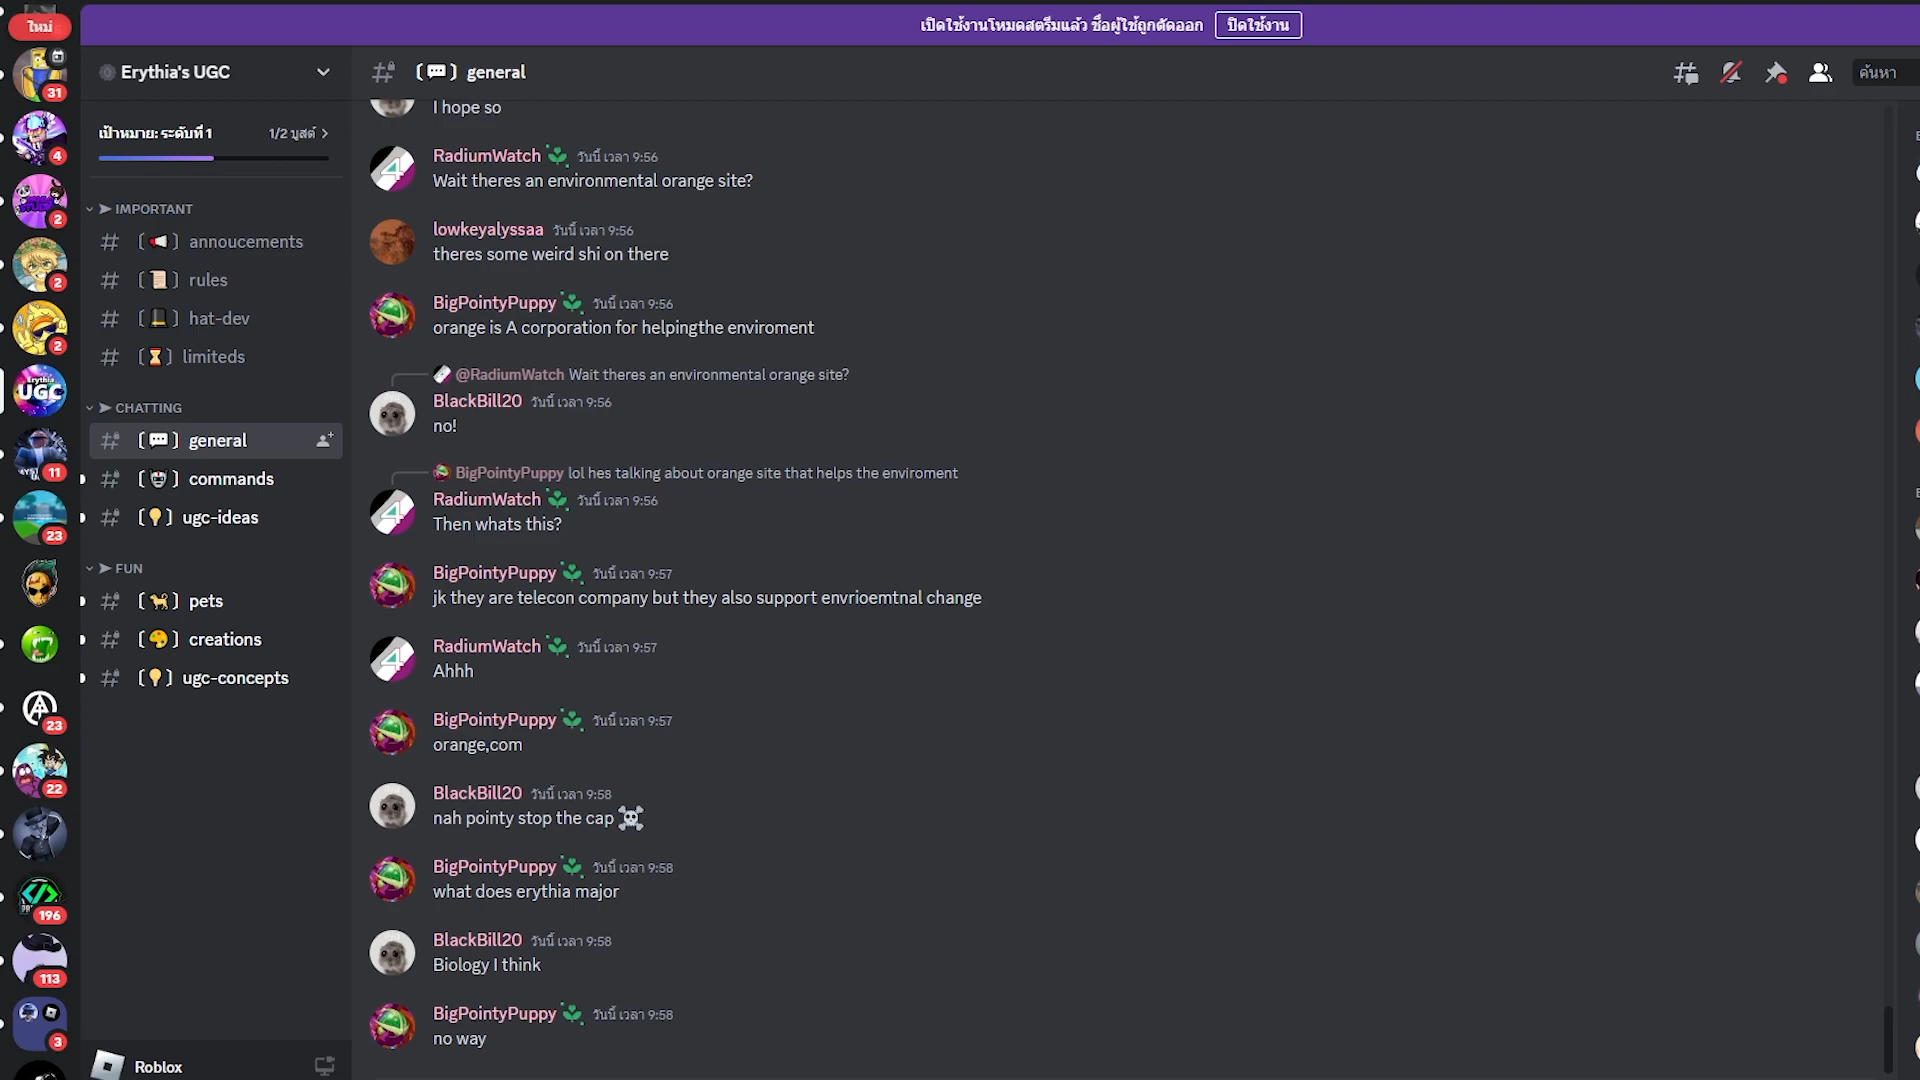 ใหม่
เปิดใช้งานโหมดสตรีมแล้ว ชื่อผู้ใช้ถูกตัดออก ปิดใช้งาน
31
4
2
2
2
Erythia
UGC
11
23
23
22
196
113
3
Erythia's UGC
เป้าหมาย: ระดับที่ 1 1/2 บูสต์
IMPORTANT
annoucements
rules
hat-dev
limiteds
CHATTING
general
commands
ugc-ideas
FUN
pets
creations
ugc-concepts
Roblox
general
ค้นหา
I hope so
RadiumWatch วันนี้ เวลา 9:56
Wait theres an environmental orange site?
lowkeyalyssaa วันนี้ เวลา 9:56
theres some weird shi on there
BigPointyPuppy วันนี้ เวลา 9:56
orange is A corporation for helpingthe enviroment
@RadiumWatch Wait theres an environmental orange site?
BlackBill20 วันนี้ เวลา 9:56
no!
BigPointyPuppy lol hes talking about orange site that helps the enviroment
RadiumWatch วันนี้ เวลา 9:56
Then whats this?
BigPointyPuppy วันนี้ เวลา 9:57
jk they are telecon company but they also support envrioemtnal change
RadiumWatch วันนี้ เวลา 9:57
Ahhh
BigPointyPuppy วันนี้ เวลา 9:57
orange,com
BlackBill20 วันนี้ เวลา 9:58
nah pointy stop the cap
BigPointyPuppy วันนี้ เวลา 9:58
what does erythia major
BlackBill20 วันนี้ เวลา 9:58
Biology I think
BigPointyPuppy วันนี้ เวลา 9:58
no way